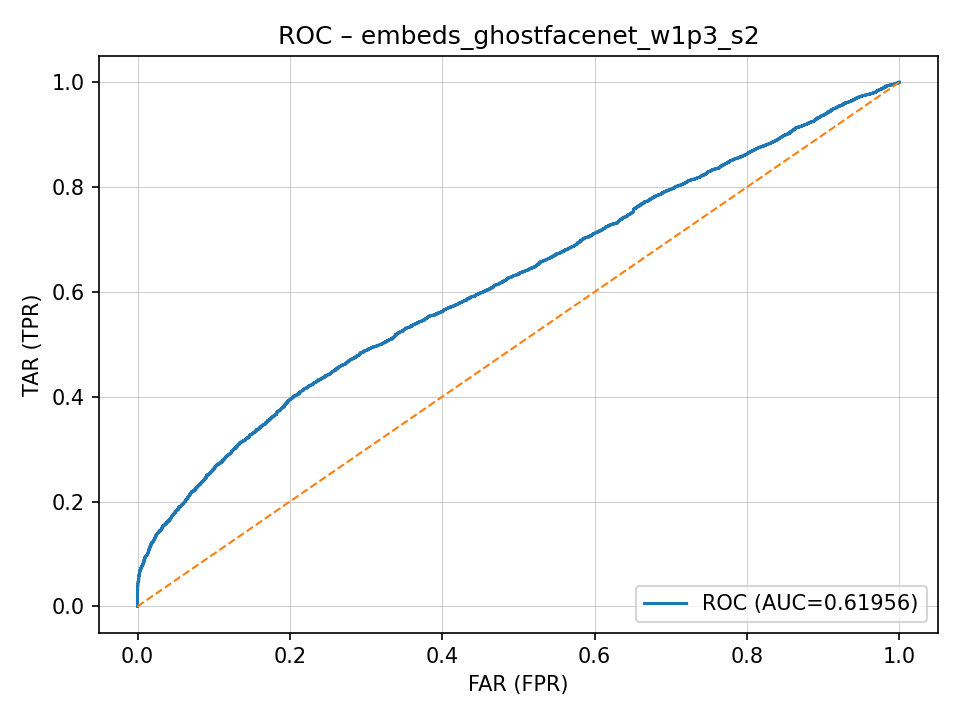 ROC – embeds_ghostfacenet_w1p3_s2
TAR (TPR)
1.0
0.8
0.6
0.4
0.2
0.0
0.0 0.2 0.4 0.6 0.8 1.0
FAR (FPR)
ROC (AUC=0.61956)